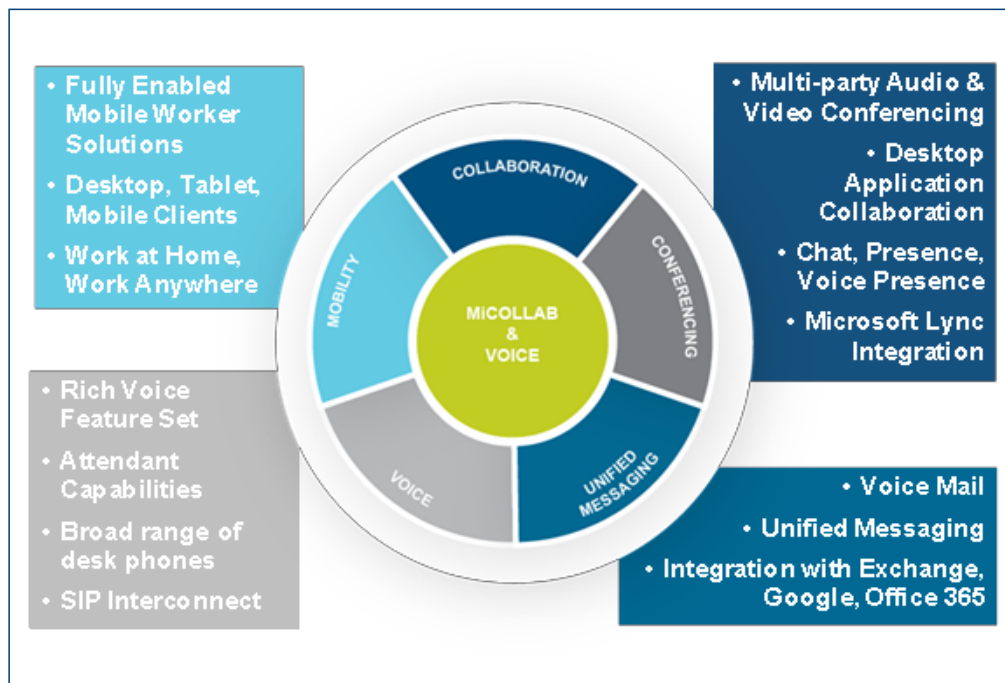 • Fully Enabled
Mobile Worker
Solutions
• Desktop, Tablet,
Mobile Clients
• Work at Home,
Work Anywhere
• Multi-party Audio &
Video Conferencing
• Desktop
Application
Collaboration
• Chat, Presence,
Voice Presence
• Microsoft Lync
Integration
COLLABORATION
MOBILITY
CONFERENCING
MiCOLLAB
&
VOICE
VOICE
UNIFIED
MESSAGING
• Rich Voice
Feature Set
• Attendant
Capabilities
• Broad range of
desk phones
• SIP Interconnect
• Voice Mail
• Unified Messaging
• Integration with Exchange,
Google, Office 365